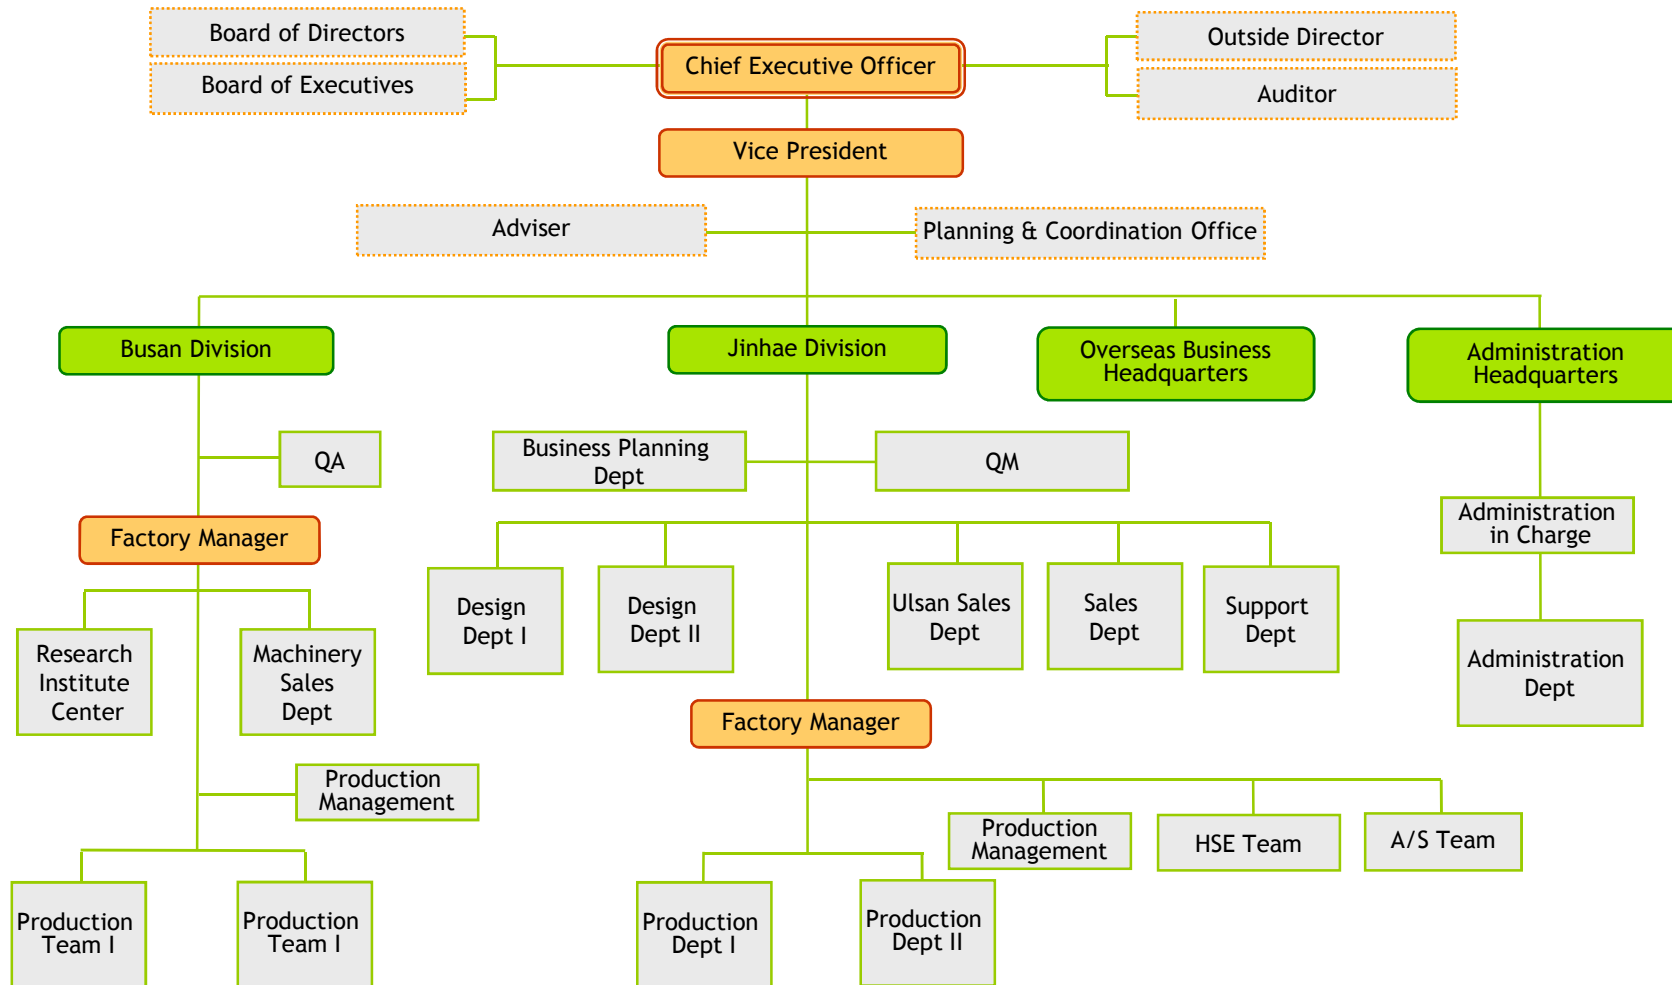 Board of Directors
Board of Executives
Chief Executive Officer
Outside Director
Auditor
Vice President
Adviser
Planning & Coordination Office
Busan Division
Jinhae Division
Overseas Business
Headquarters
Administration
Headquarters
QA
Business Planning
Dept
QM
Factory Manager
Administration
in Charge
Design
Dept I
Design
Dept II
Ulsan Sales
Dept
Sales
Dept
Support
Dept
Research
Institute
Center
Machinery
Sales
Dept
Administration
Dept
Factory Manager
Production
Management
Production
Management
HSE Team
A/S Team
Production
Team I
Production
Team I
Production
Dept I
Production
Dept II